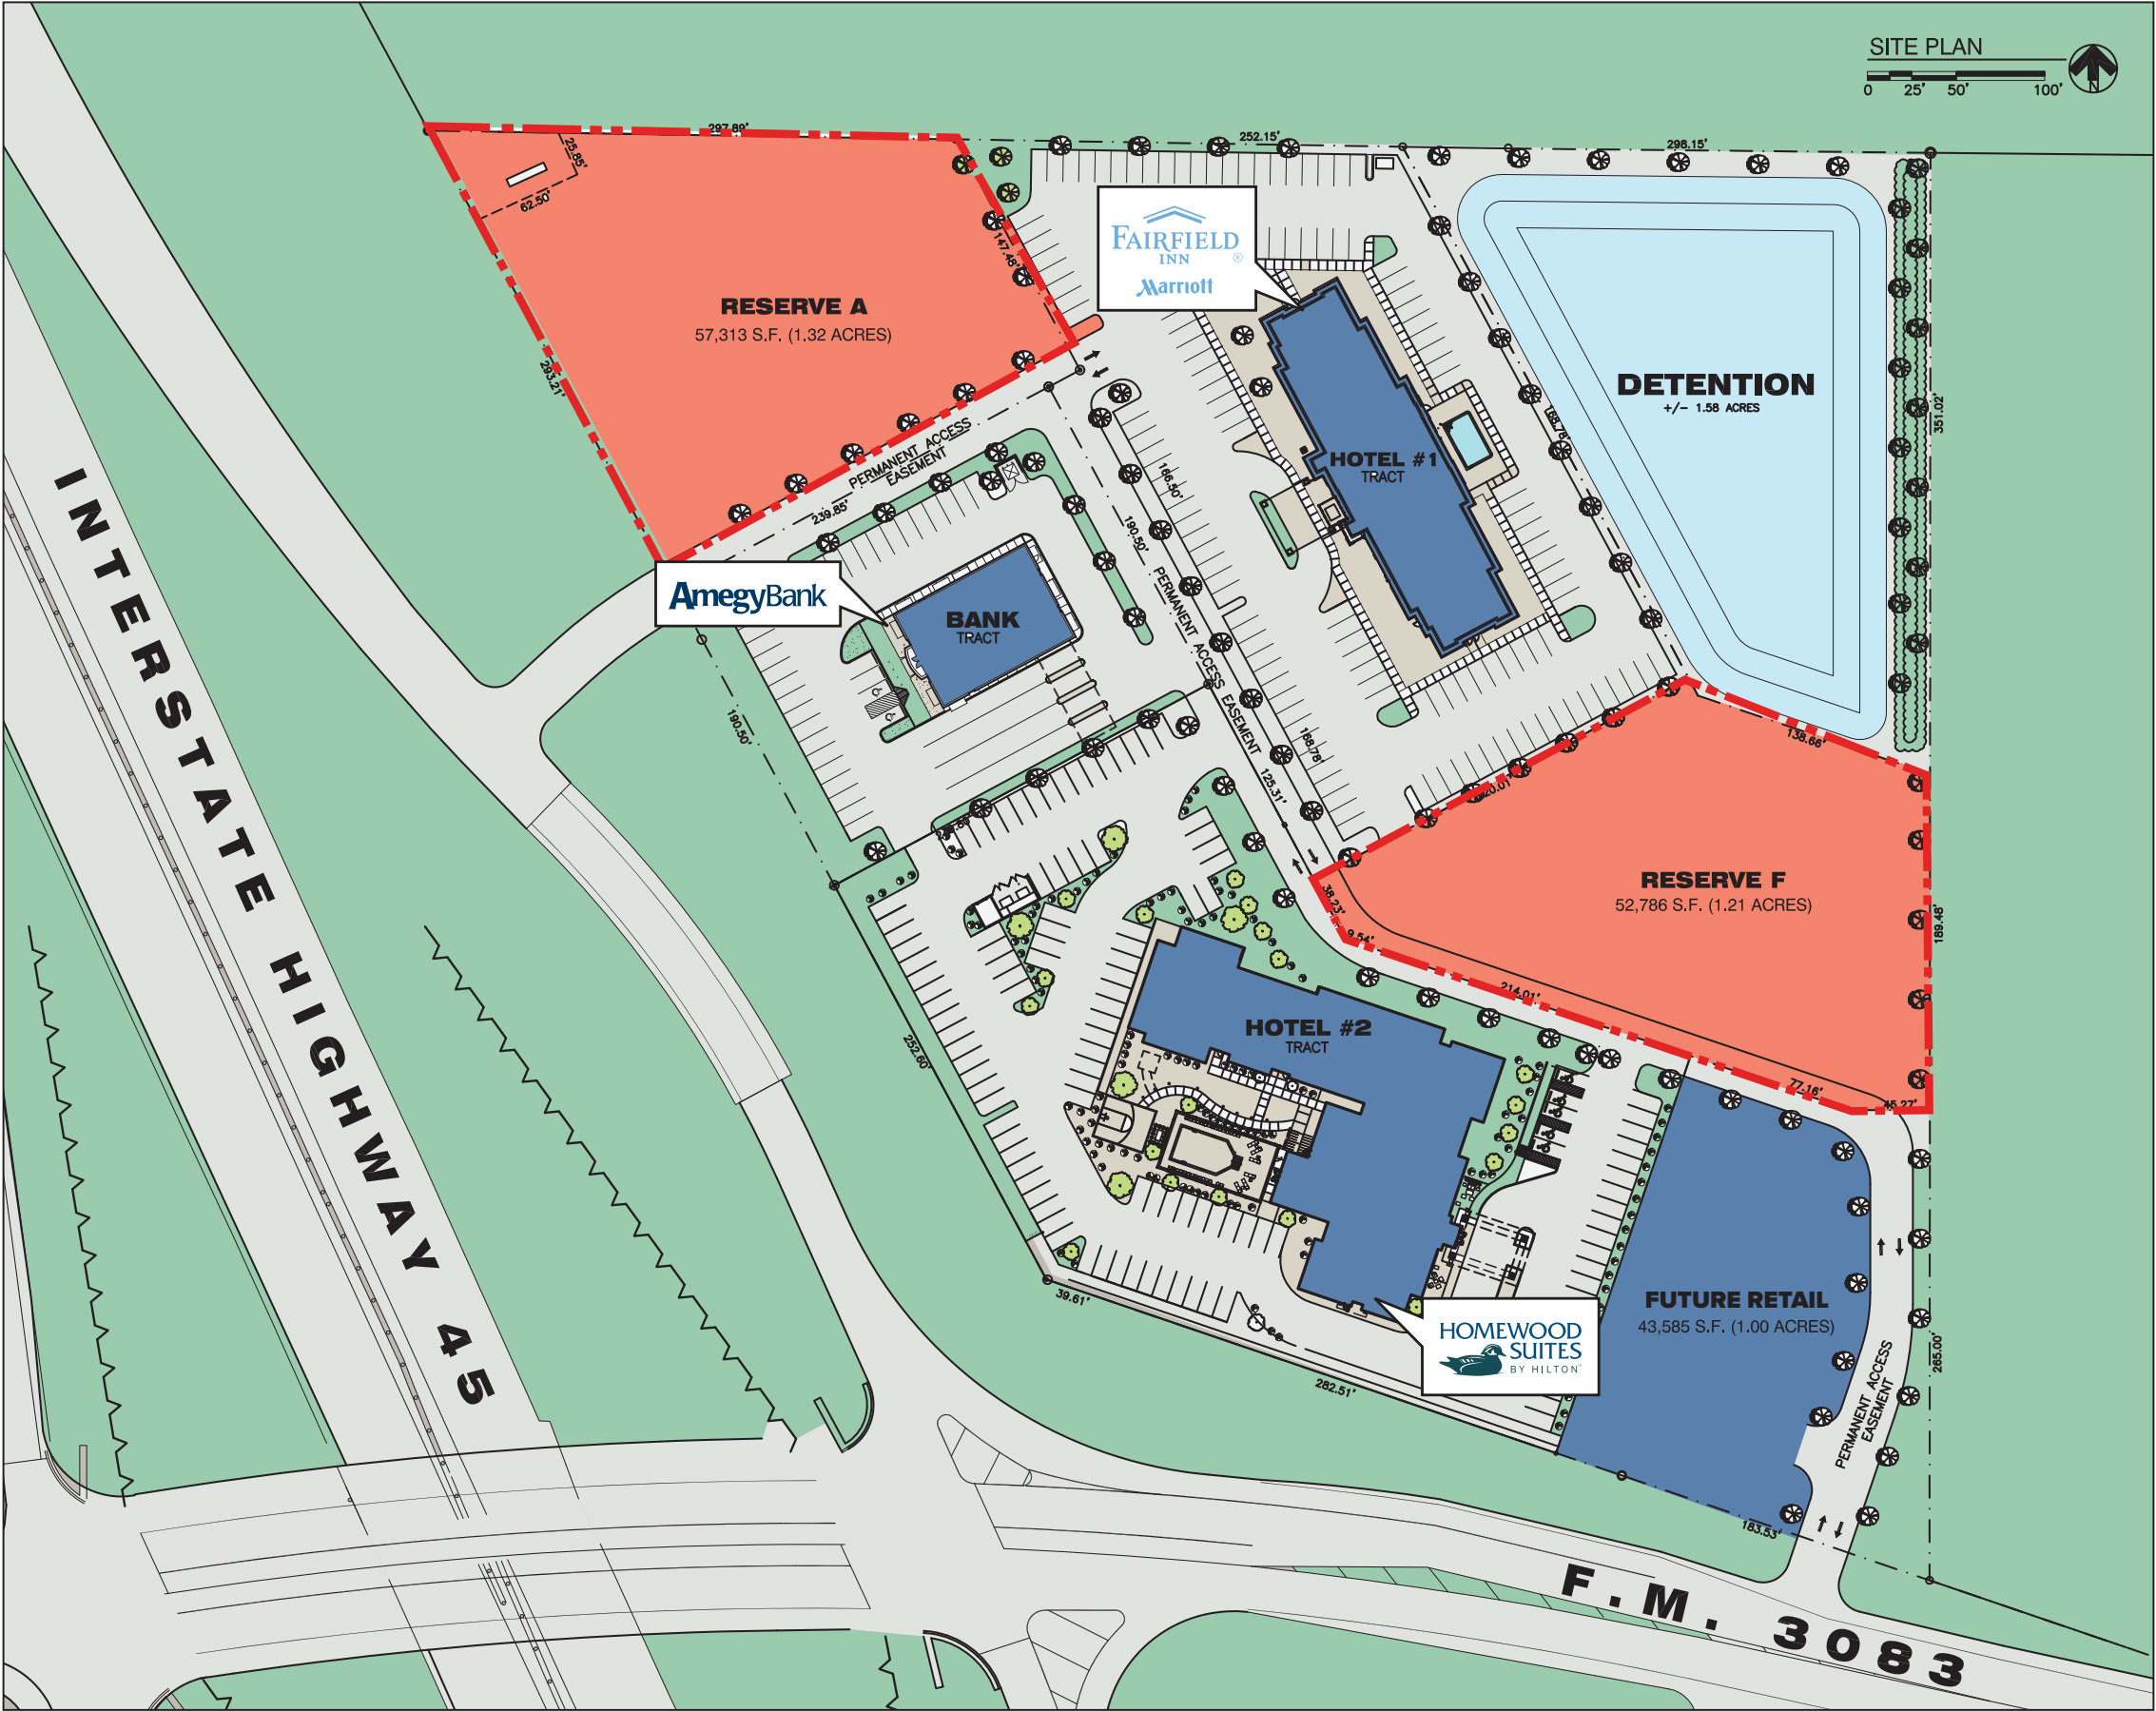 SITE PLAN
0 25' 50' 100'
N
297.89'
252.15'
298.15'
25.85'
62.50'
147.48'
293.21'
RESERVE A
57,313 S.F. (1.32 ACRES)
FAIRFIELD
INN
®
Marriott
DETENTION
+/- 1.58 ACRES
351.02'
168.78'
HOTEL #1
TRACT
PERMANENT ACCESS
EASEMENT
239.85'
166.50'
190.50'
PERMANENT ACCESS EASEMENT
AmegyBank
BANK
TRACT
190.50'
168.78'
125.31'
138.66'
RESERVE F
52,786 S.F. (1.21 ACRES)
189.48'
38.23'
9.54'
214.01'
77.16'
45.27'
INTERSTATE HIGHWAY 45
252.60'
HOTEL #2
TRACT
39.61'
282.51'
HOMEWOOD
SUITES
BY HILTON
FUTURE RETAIL
43,585 S.F. (1.00 ACRES)
265.00'
PERMANENT ACCESS
EASEMENT
183.53'
F.M. 3083